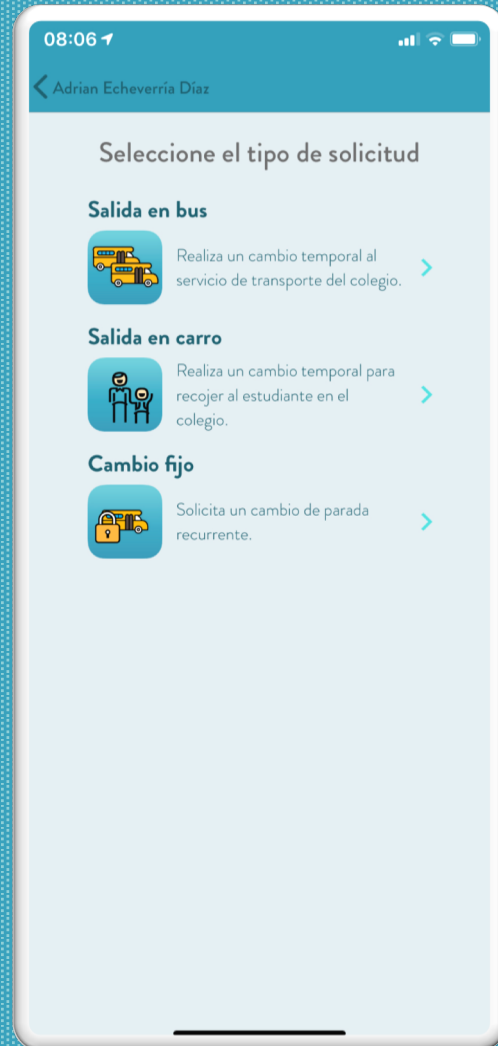 08:06
Adrian Echeverría Díaz
Seleccione el tipo de solicitud
Salida en bus
Realiza un cambio temporal al
servicio de transporte del colegio.
Salida en carro
Realiza un cambio temporal para
recojer al estudiante en el
colegio.
Cambio fijo
Solicita un cambio de parada
recurrente.